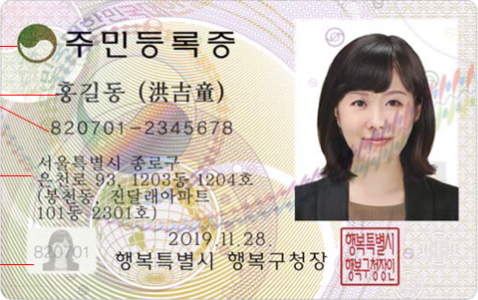 주민등록증
홍길동 (洪吉童)
820701-2345678
서울특별시 종로구
은천로 93, 1203동 1204호
(봉천동, 진달래아파트
101동 2301호)
820701
2019.11.28.
행복특별시 행복구청장
행복특별시
행복구청장인